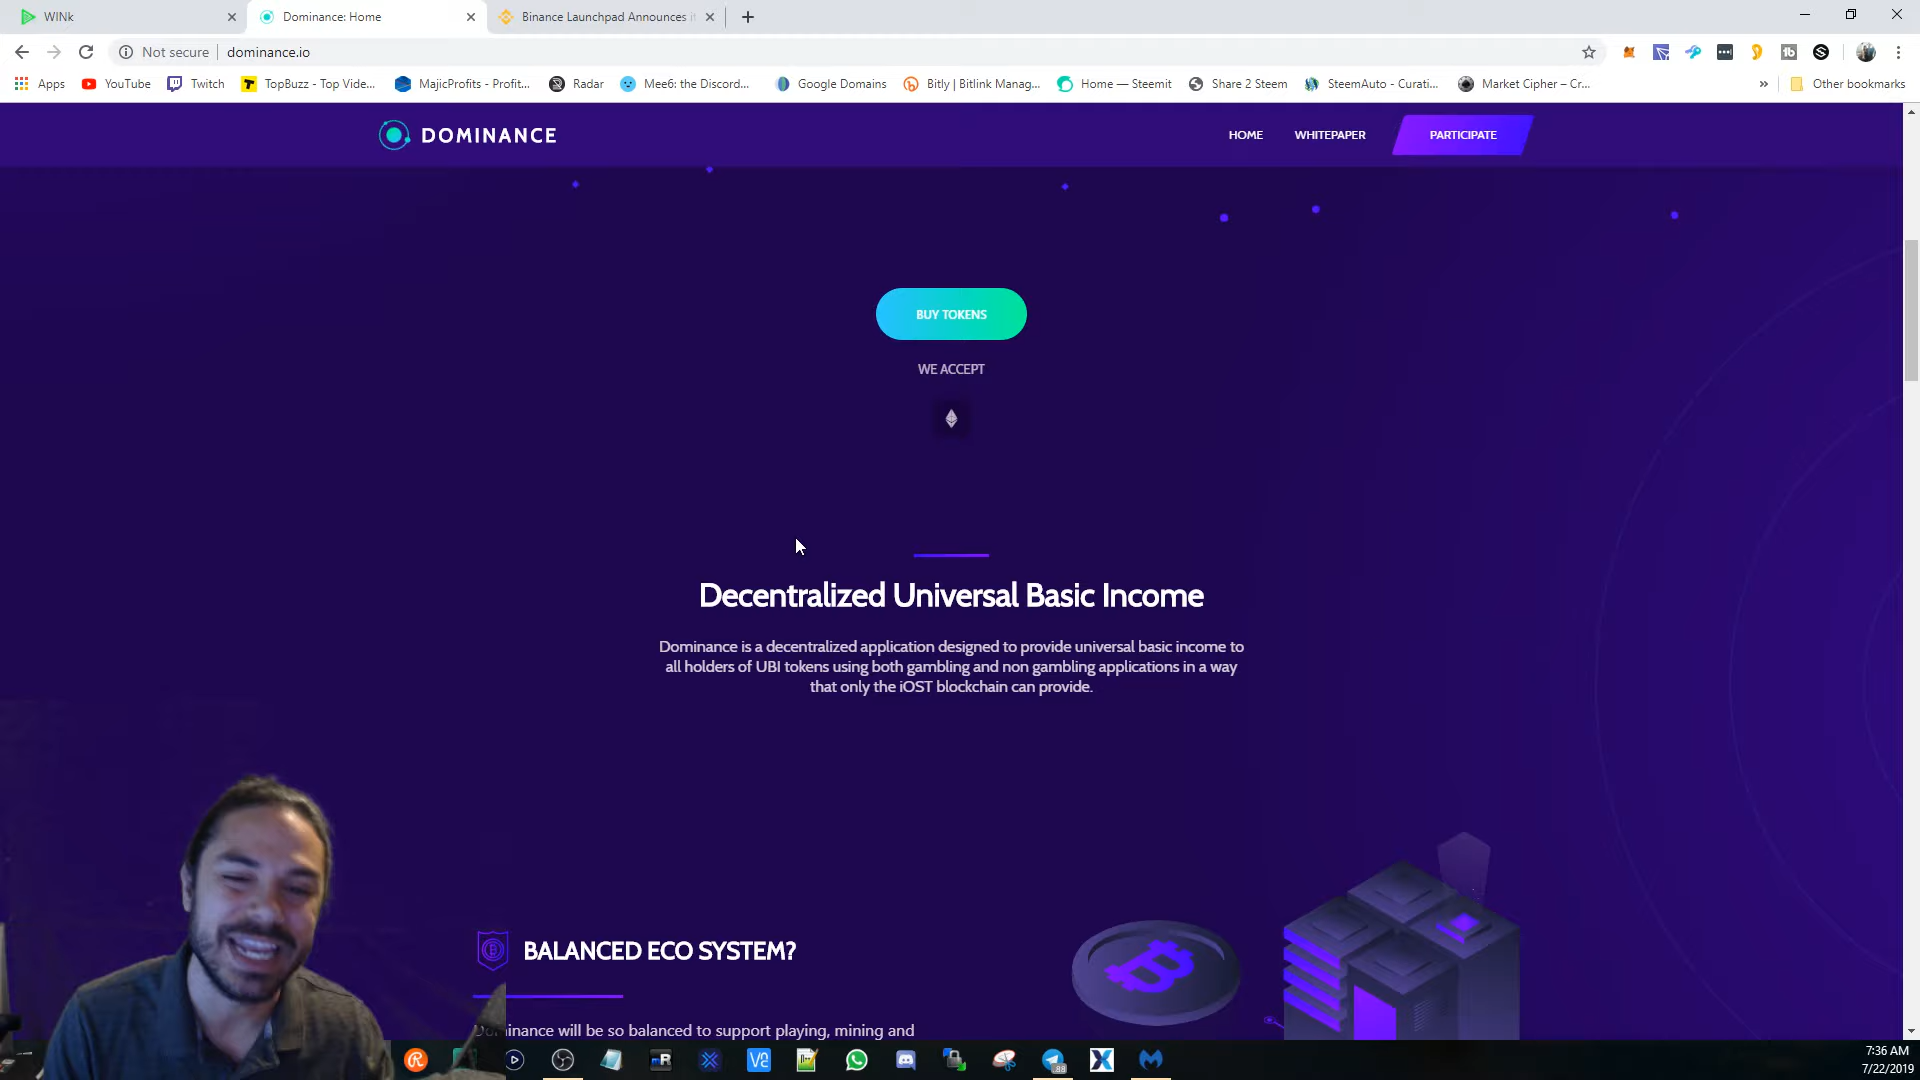 WINk
Dominance: Home
Binance Launchpad Announces it
Not secure
dominance.io
Apps
YouTube
Twitch
TopBuzz - Top Vide...
MajicProfits - Profit...
Radar
Mee6: the Discord...
Google Domains
Bitly | Bitlink Manag...
Home — Steemit
Share 2 Steem
SteemAuto - Curati...
Market Cipher – Cr...
»
Other bookmarks
DOMINANCE
HOME
WHITEPAPER
PARTICIPATE
BUY TOKENS
WE ACCEPT
Decentralized Universal Basic Income
Dominance is a decentralized application designed to provide universal basic income to
all holders of UBI tokens using both gambling and non gambling applications in a way
that only the iOST blockchain can provide.
BALANCED ECO SYSTEM?
inance will be so balanced to support playing, mining and
7:36 AM
7/22/2019